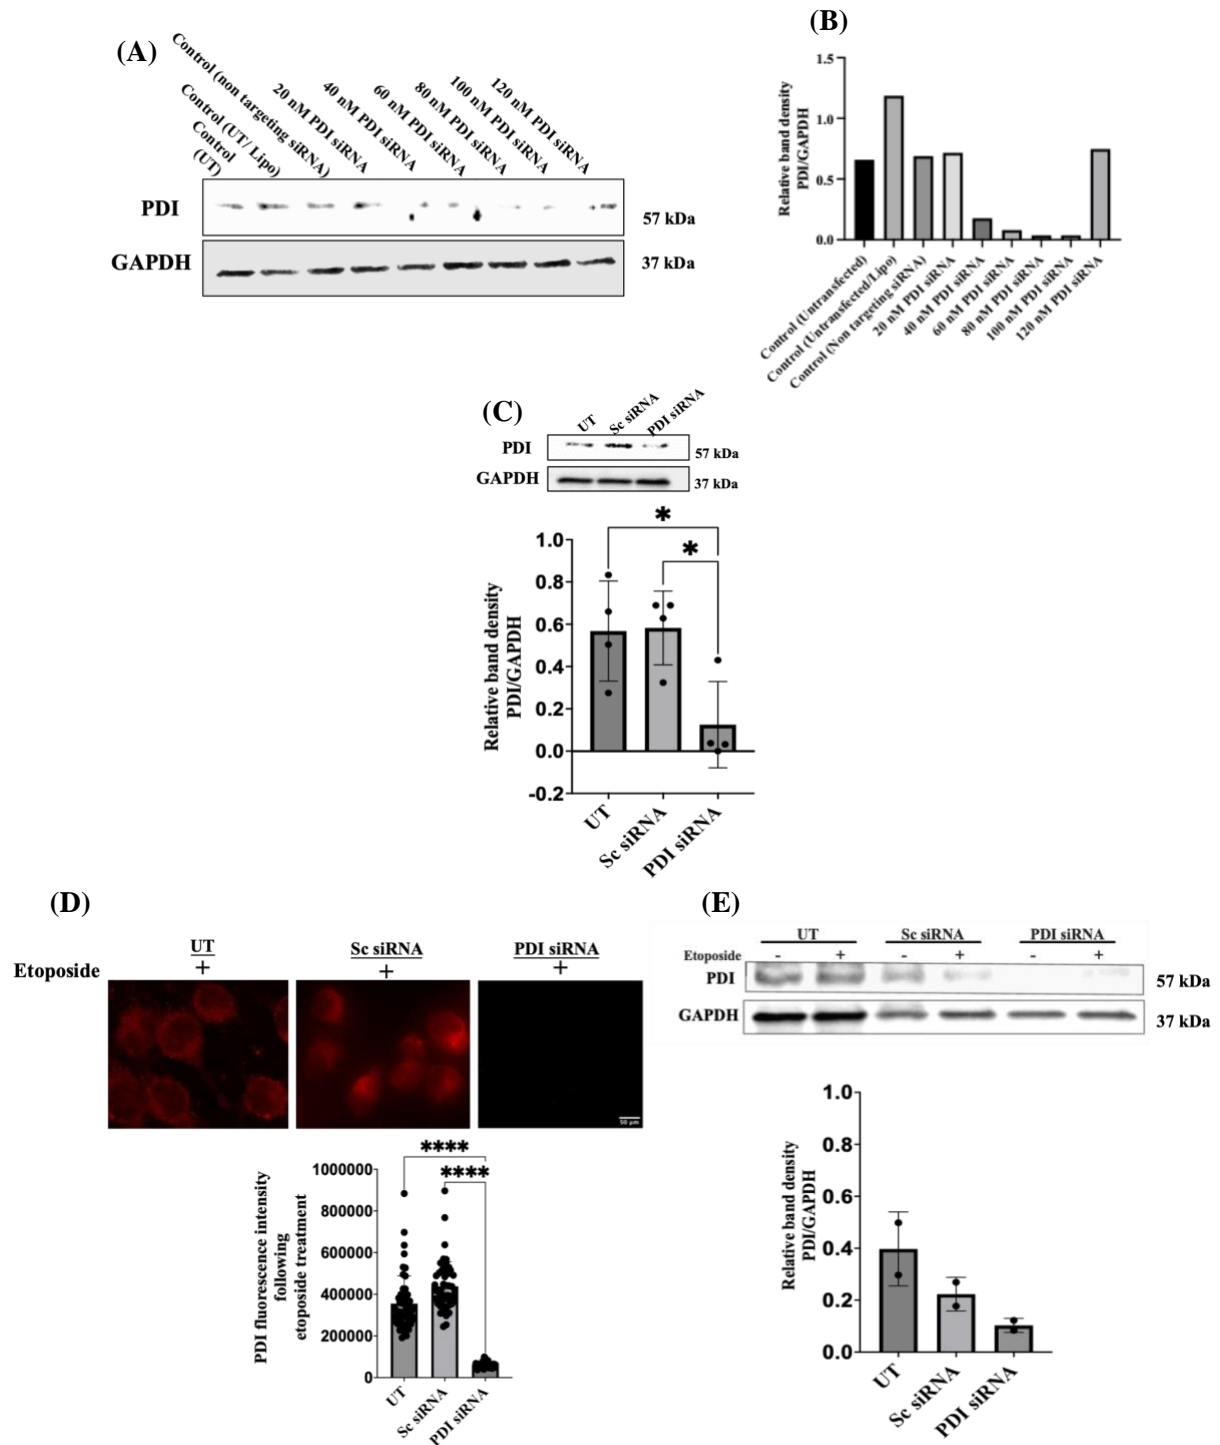 (A)
Control
(UT)
Control (UT/ Lipo)
Control (non targeting siRNA)
20 nM PDI siRNA
40 nM PDI siRNA
60 nM PDI siRNA
80 nM PDI siRNA
100 nM PDI siRNA
120 nM PDI siRNA
PDI
57 kDa
GAPDH
37 kDa
(B)
Relative band density
PDI/GAPDH
1.5
1.0
0.5
0.0
Control (Untransfected)
Control (Untransfected/Lipo)
Control (Non targeting siRNA)
20 nM PDI siRNA
40 nM PDI siRNA
60 nM PDI siRNA
80 nM PDI siRNA
100 nM PDI siRNA
120 nM PDI siRNA
(C)
UT
Sc siRNA
PDI siRNA
PDI
57 kDa
GAPDH
37 kDa
*
*
Relative band density
PDI/GAPDH
1.0
0.8
0.6
0.4
0.2
0.0
-0.2
UT
Sc siRNA
PDI siRNA
(D)
UT
Sc siRNA
PDI siRNA
Etoposide
+
+
+
50 µm
****
****
PDI fluorescence intensity
following
etoposide treatment
1000000
800000
600000
400000
200000
0
UT
Sc siRNA
PDI siRNA
(E)
UT
Sc siRNA
PDI siRNA
Etoposide - + - + - +
PDI
57 kDa
GAPDH
37 kDa
Relative band density
PDI/GAPDH
1.0
0.8
0.6
0.4
0.2
0.0
UT
Sc siRNA
PDI siRNA